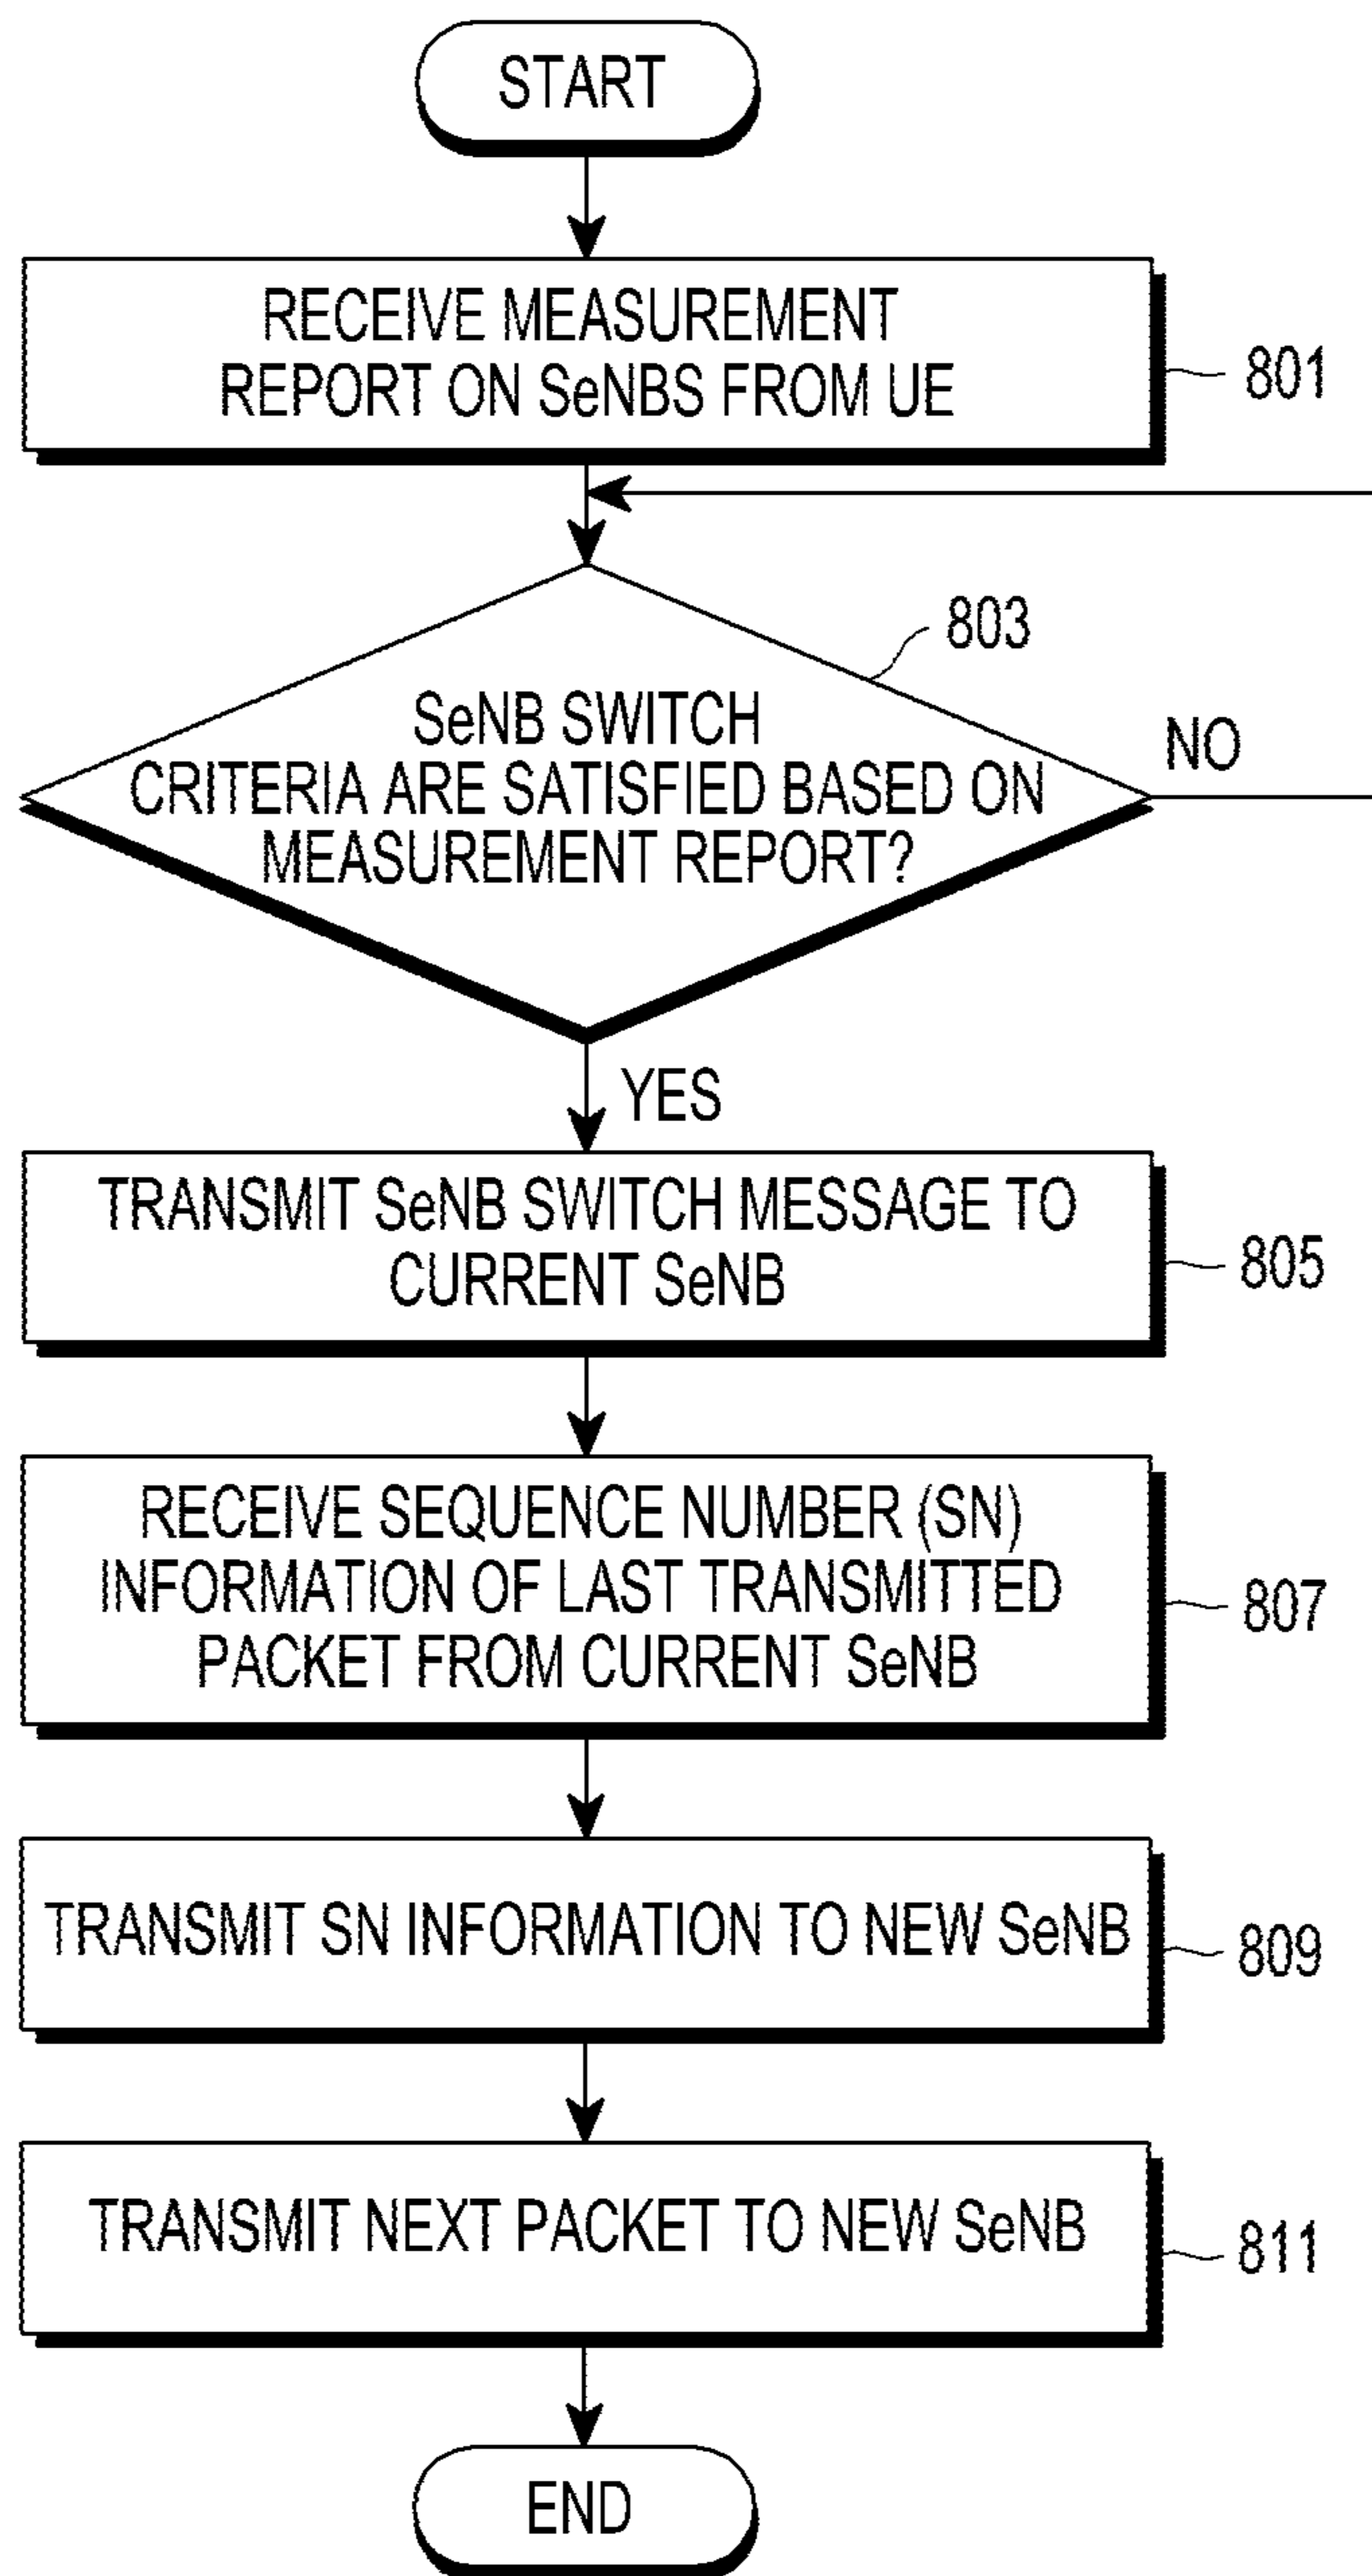 START
RECEIVE MEASUREMENT
REPORT ON SeNBS FROM UE
801
803
SeNB SWITCH
CRITERIA ARE SATISFIED BASED ON
MEASUREMENT REPORT?
NO
YES
TRANSMIT SeNB SWITCH MESSAGE TO
CURRENT SeNB
805
RECEIVE SEQUENCE NUMBER (SN)
INFORMATION OF LAST TRANSMITTED
PACKET FROM CURRENT SeNB
807
TRANSMIT SN INFORMATION TO NEW SeNB
809
TRANSMIT NEXT PACKET TO NEW SeNB
811
END